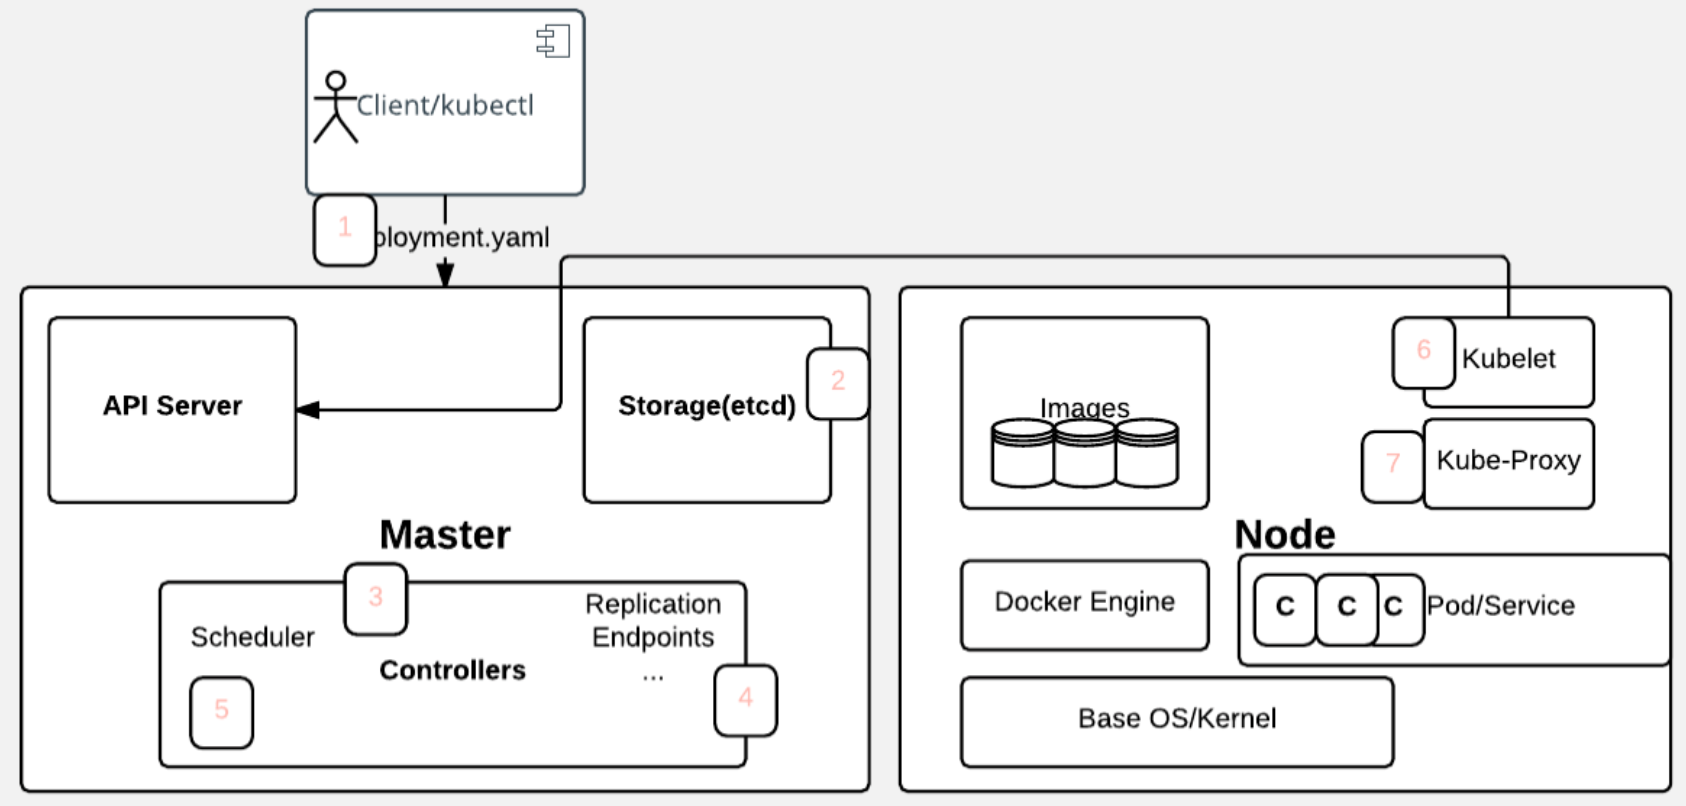 Client/kubectl
1
ployment.yaml
API Server
Storage(etcd)
2
Master
3
Scheduler
Replication
Endpoints
...
Controllers
4
5
Images
6
Kubelet
7
Kube-Proxy
Node
Docker Engine
C
C
C
Pod/Service
Base OS/Kernel